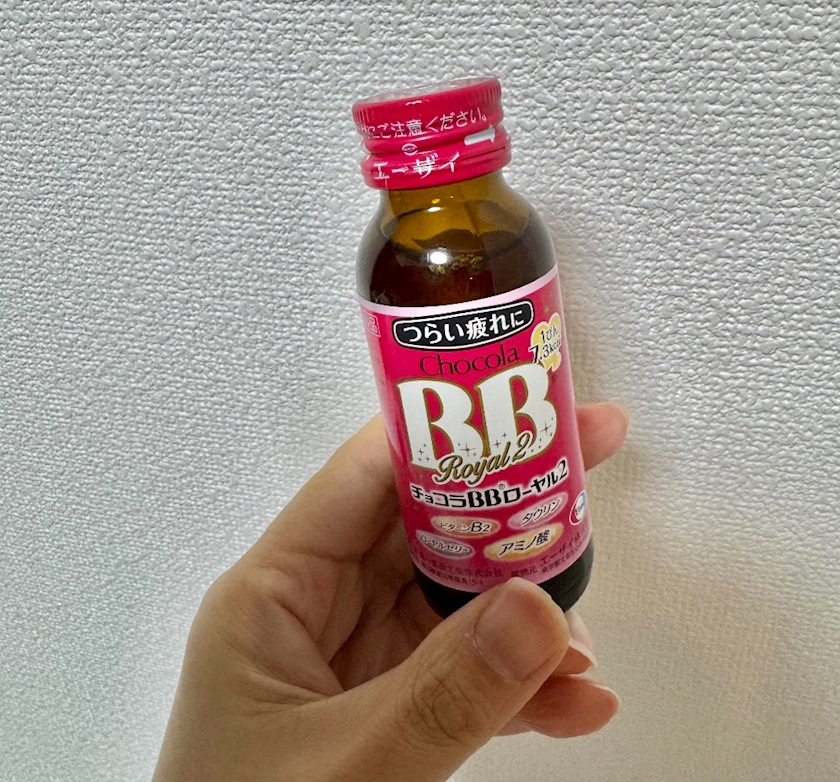 にご注意ください。
エーザイ
つらい疲れに
1びん
7.3kcal
Chocola
BB
Royal 2
チョコラBB®ローヤル2
ビタミンB2
タウリン
ローヤルゼリー
アミノ酸